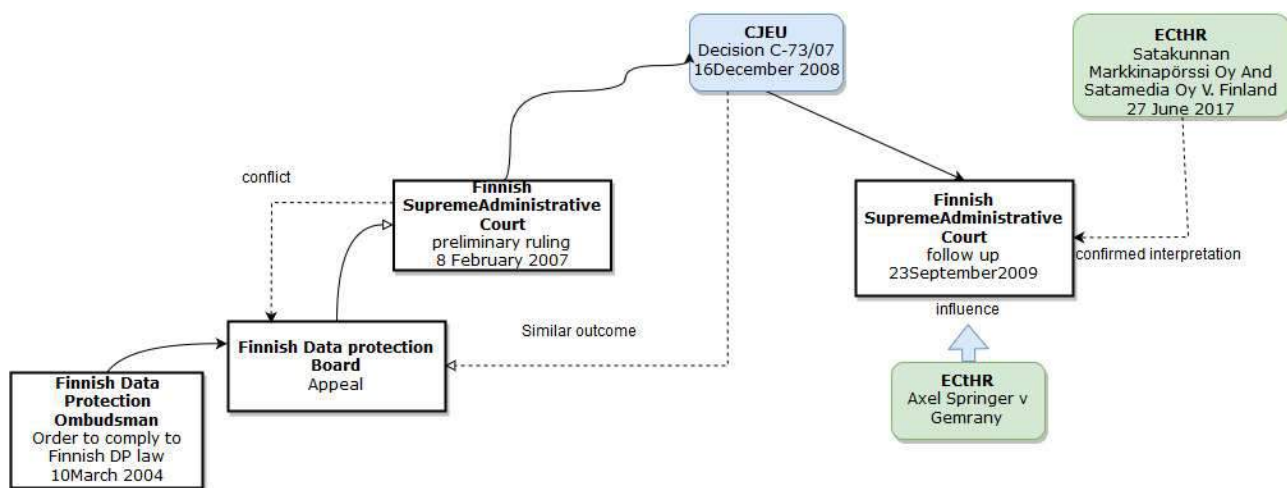 CJEU
Decision C-73/07
16December 2008
ECtHR
Satakunnan
Markkinapörssi Oy And
Satamedia Oy V. Finland
27 June 2017
conflict
Finnish
SupremeAdministrative
Court
preliminary ruling
8 February 2007
Finnish
SupremeAdministrative
Court
follow up
23September2009
confirmed interpretation
influence
Similar outcome
Finnish Data protection
Board
Appeal
ECtHR
Axel Springer v
Gemrany
Finnish Data
Protection
Ombudsman
Order to comply to
Finnish DP law
10March 2004